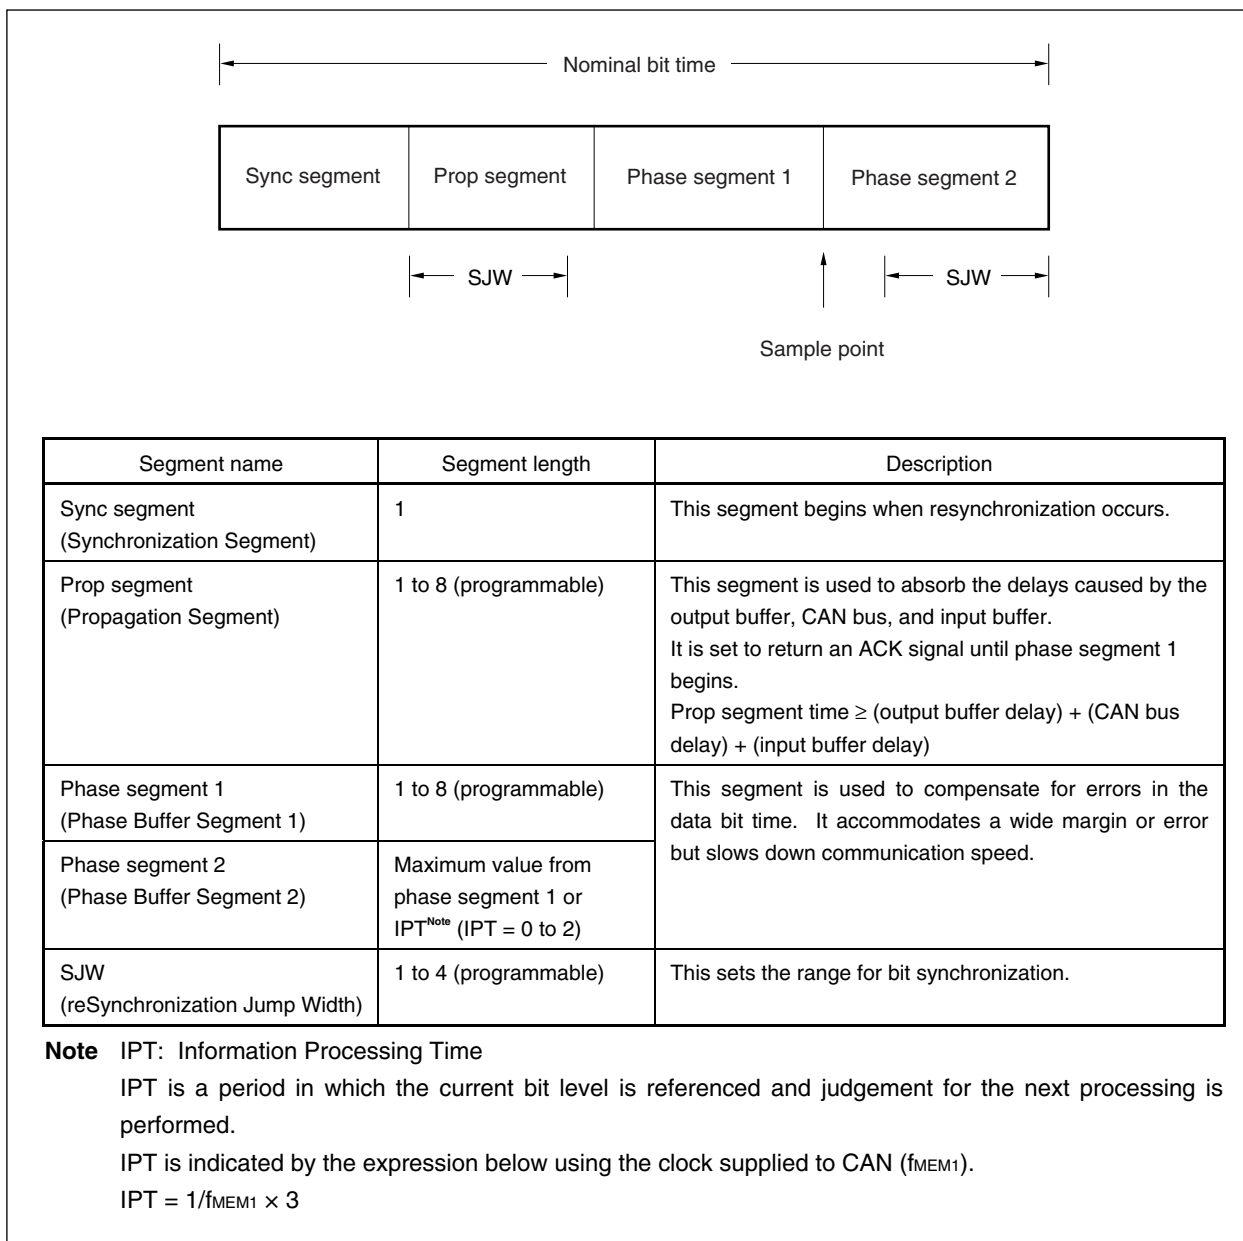 Nominal bit time
Sync segment
Prop segment
Phase segment 1
Phase segment 2
SJW
SJW
Sample point
Segment name
Segment length
Description
Sync segment
(Synchronization Segment)
1
This segment begins when resynchronization occurs.
Prop segment
(Propagation Segment)
1 to 8 (programmable)
This segment is used to absorb the delays caused by the
output buffer, CAN bus, and input buffer.
It is set to return an ACK signal until phase segment 1
begins.
Prop segment time ≥ (output buffer delay) + (CAN bus
delay) + (input buffer delay)
Phase segment 1
(Phase Buffer Segment 1)
1 to 8 (programmable)
This segment is used to compensate for errors in the
data bit time. It accommodates a wide margin or error
but slows down communication speed.
Phase segment 2
(Phase Buffer Segment 2)
Maximum value from
phase segment 1 or
IPTNote (IPT = 0 to 2)
SJW
(reSynchronization Jump Width)
1 to 4 (programmable)
This sets the range for bit synchronization.
Note IPT: Information Processing Time
IPT is a period in which the current bit level is referenced and judgement for the next processing is
performed.
IPT is indicated by the expression below using the clock supplied to CAN (fMEM1).
IPT = 1/fMEM1 × 3